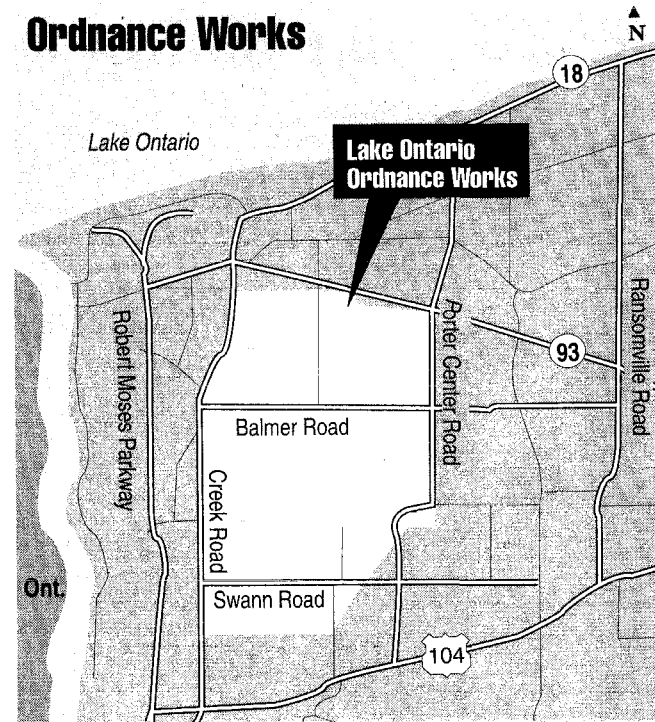 Ordnance Works
N
18
Lake Ontario
Lake Ontario
Ordnance Works
Robert Moses Parkway
Porter Center Road
Ransomville Road
93
Balmer Road
Creek Road
Ont.
Swann Road
104